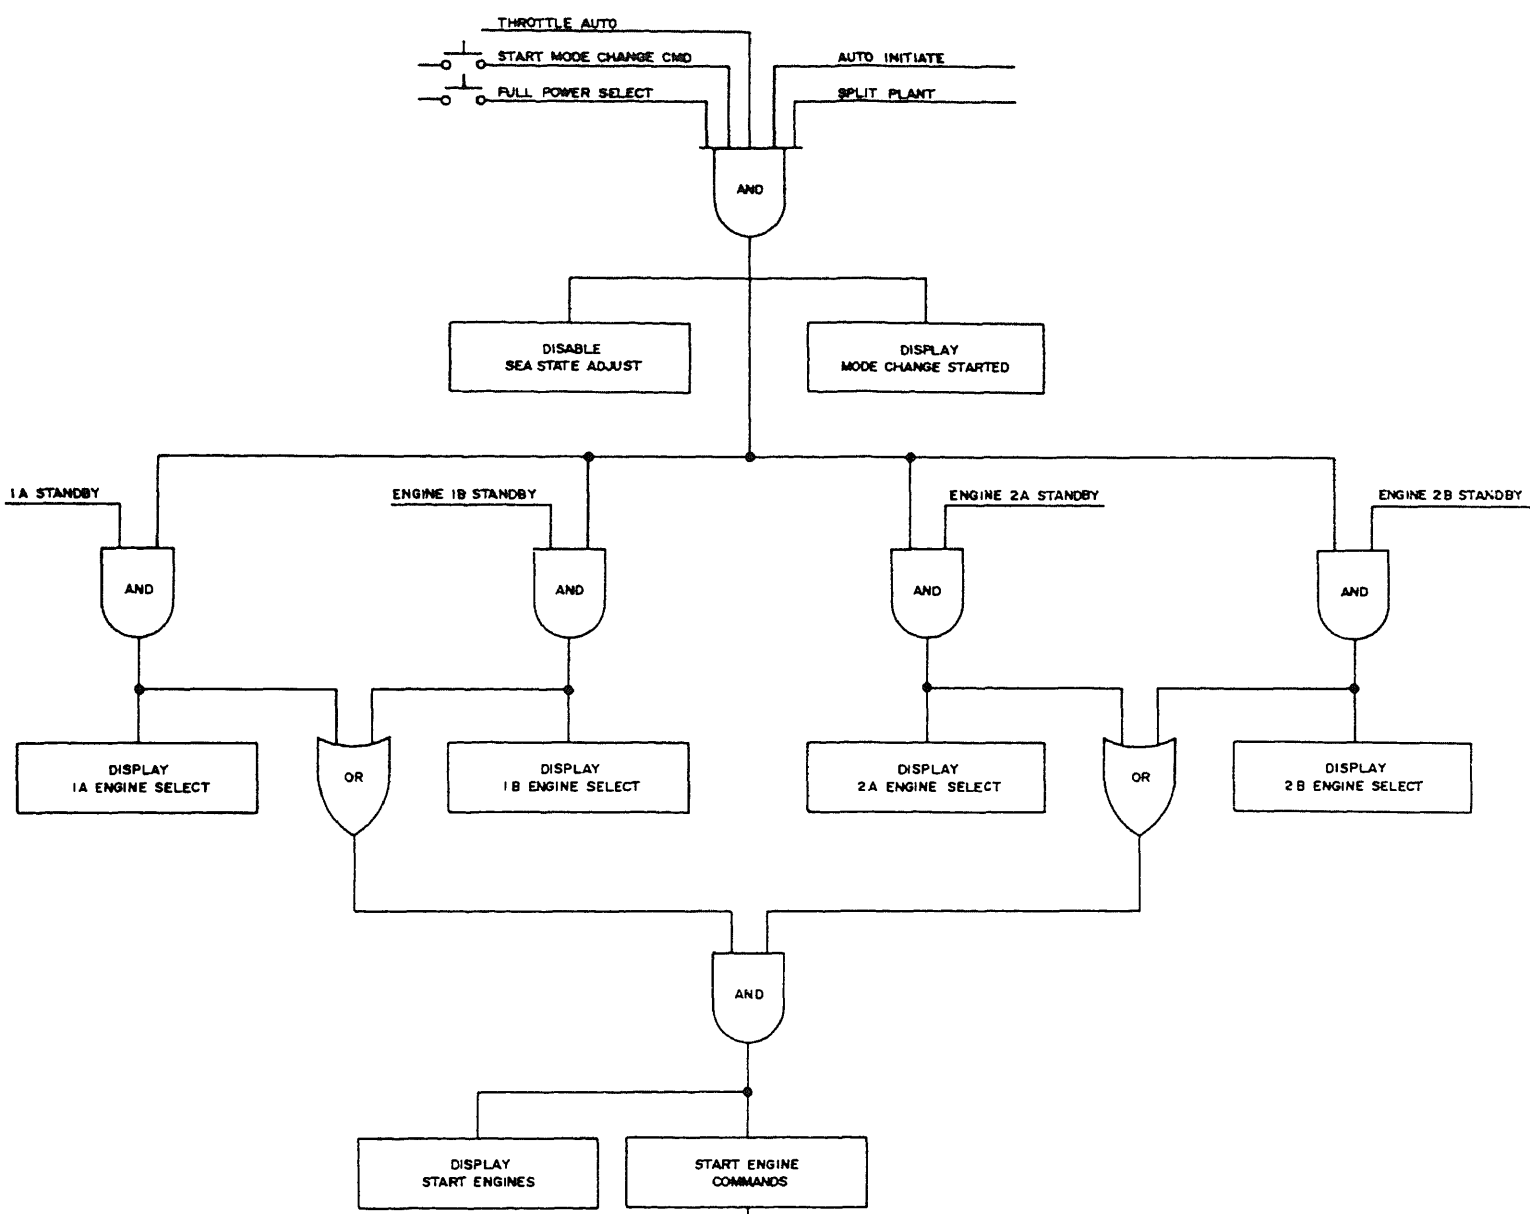 THROTTLE AUTO
START MODE CHANGE CMD
AUTO INITIATE
FULL POWER SELECT
SPLIT PLANT
AND
DISABLE
SEA STATE ADJUST
DISPLAY
MODE CHANGE STARTED
1A STANDBY
ENGINE 1B STANDBY
ENGINE 2A STANDBY
ENGINE 2B STANDBY
AND
AND
AND
AND
DISPLAY
1A ENGINE SELECT
OR
DISPLAY
1B ENGINE SELECT
DISPLAY
2A ENGINE SELECT
OR
DISPLAY
2B ENGINE SELECT
AND
DISPLAY
START ENGINES
START ENGINE
COMMANDS